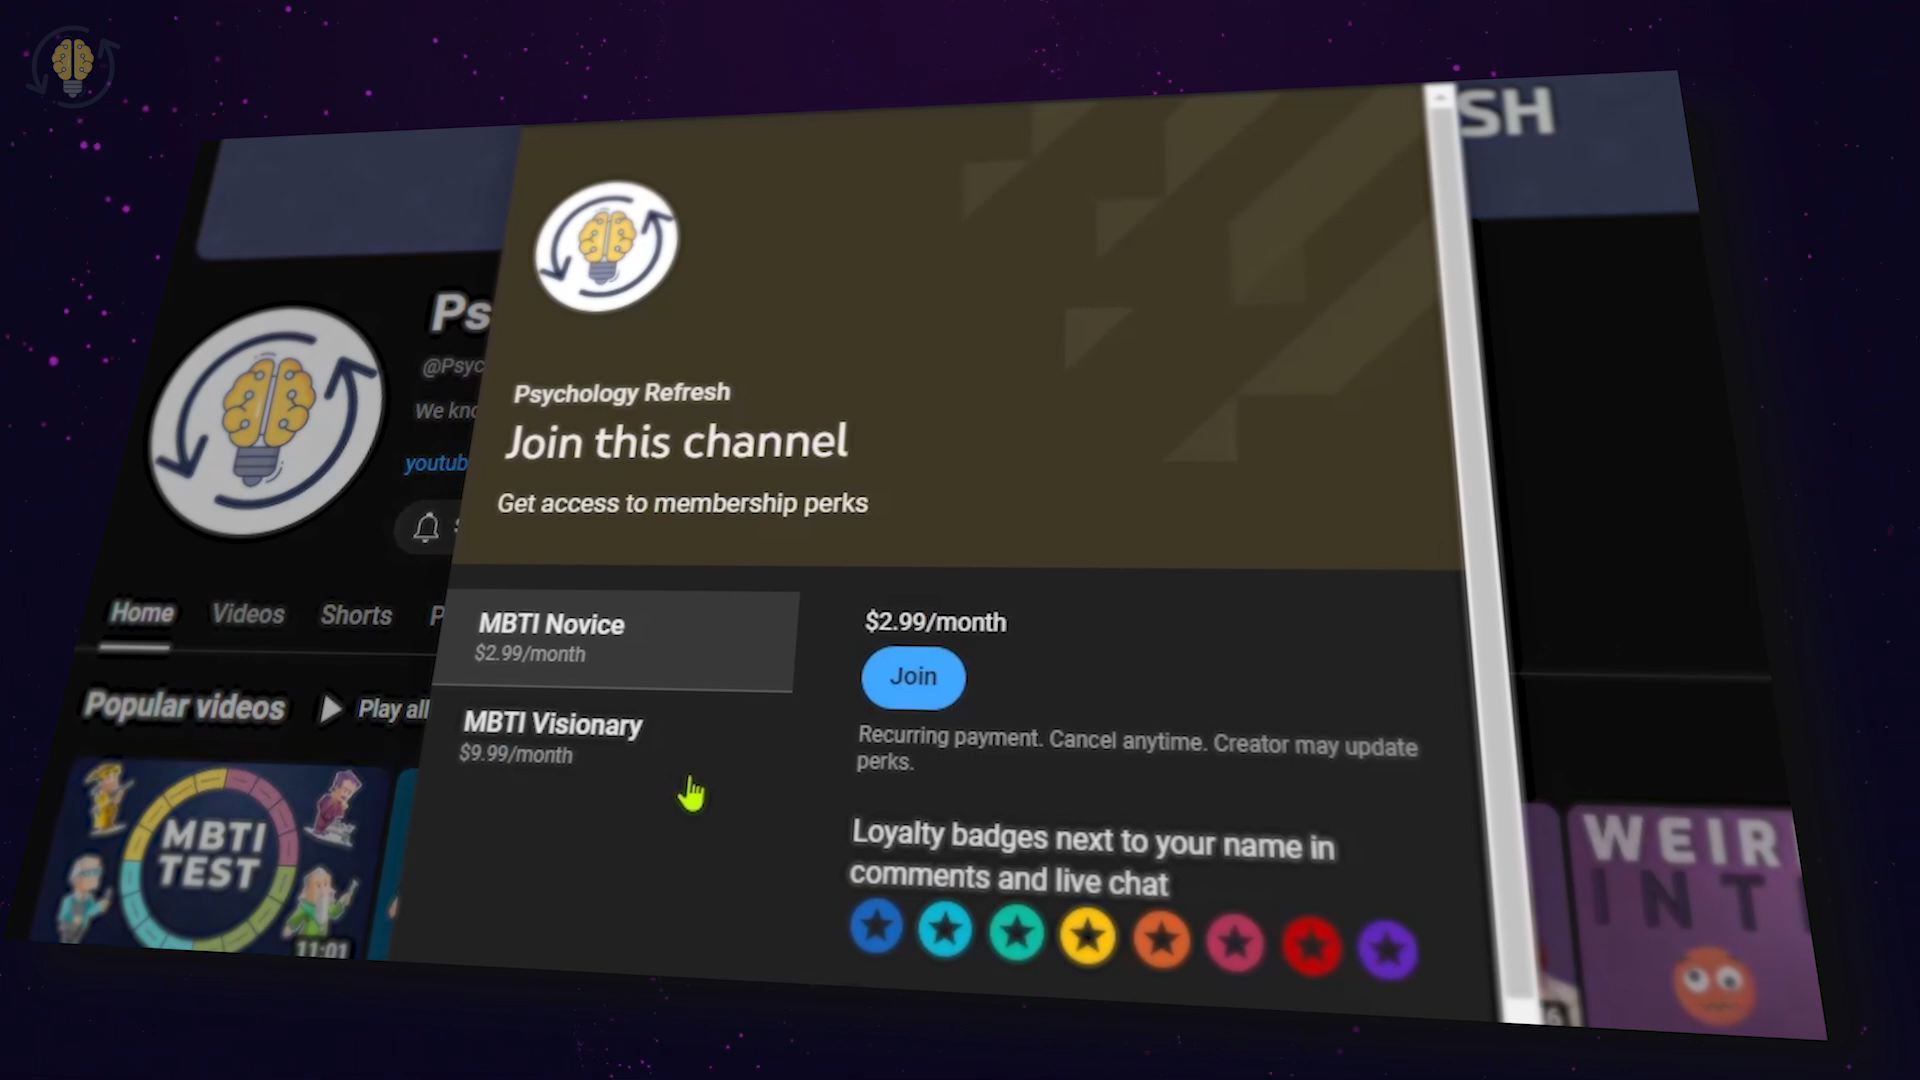 SH
Ps
@Psyc
We kno
youtub
Home Videos Shorts P
Popular videos Play all
MBTI
TEST
11:01
Psychology Refresh
Join this channel
Get access to membership perks
MBTI Novice
$2.99/month
MBTI Visionary
$9.99/month
$2.99/month
Join
Recurring payment. Cancel anytime. Creator may update
perks.
Loyalty badges next to your name in
comments and live chat
WEIR
INT